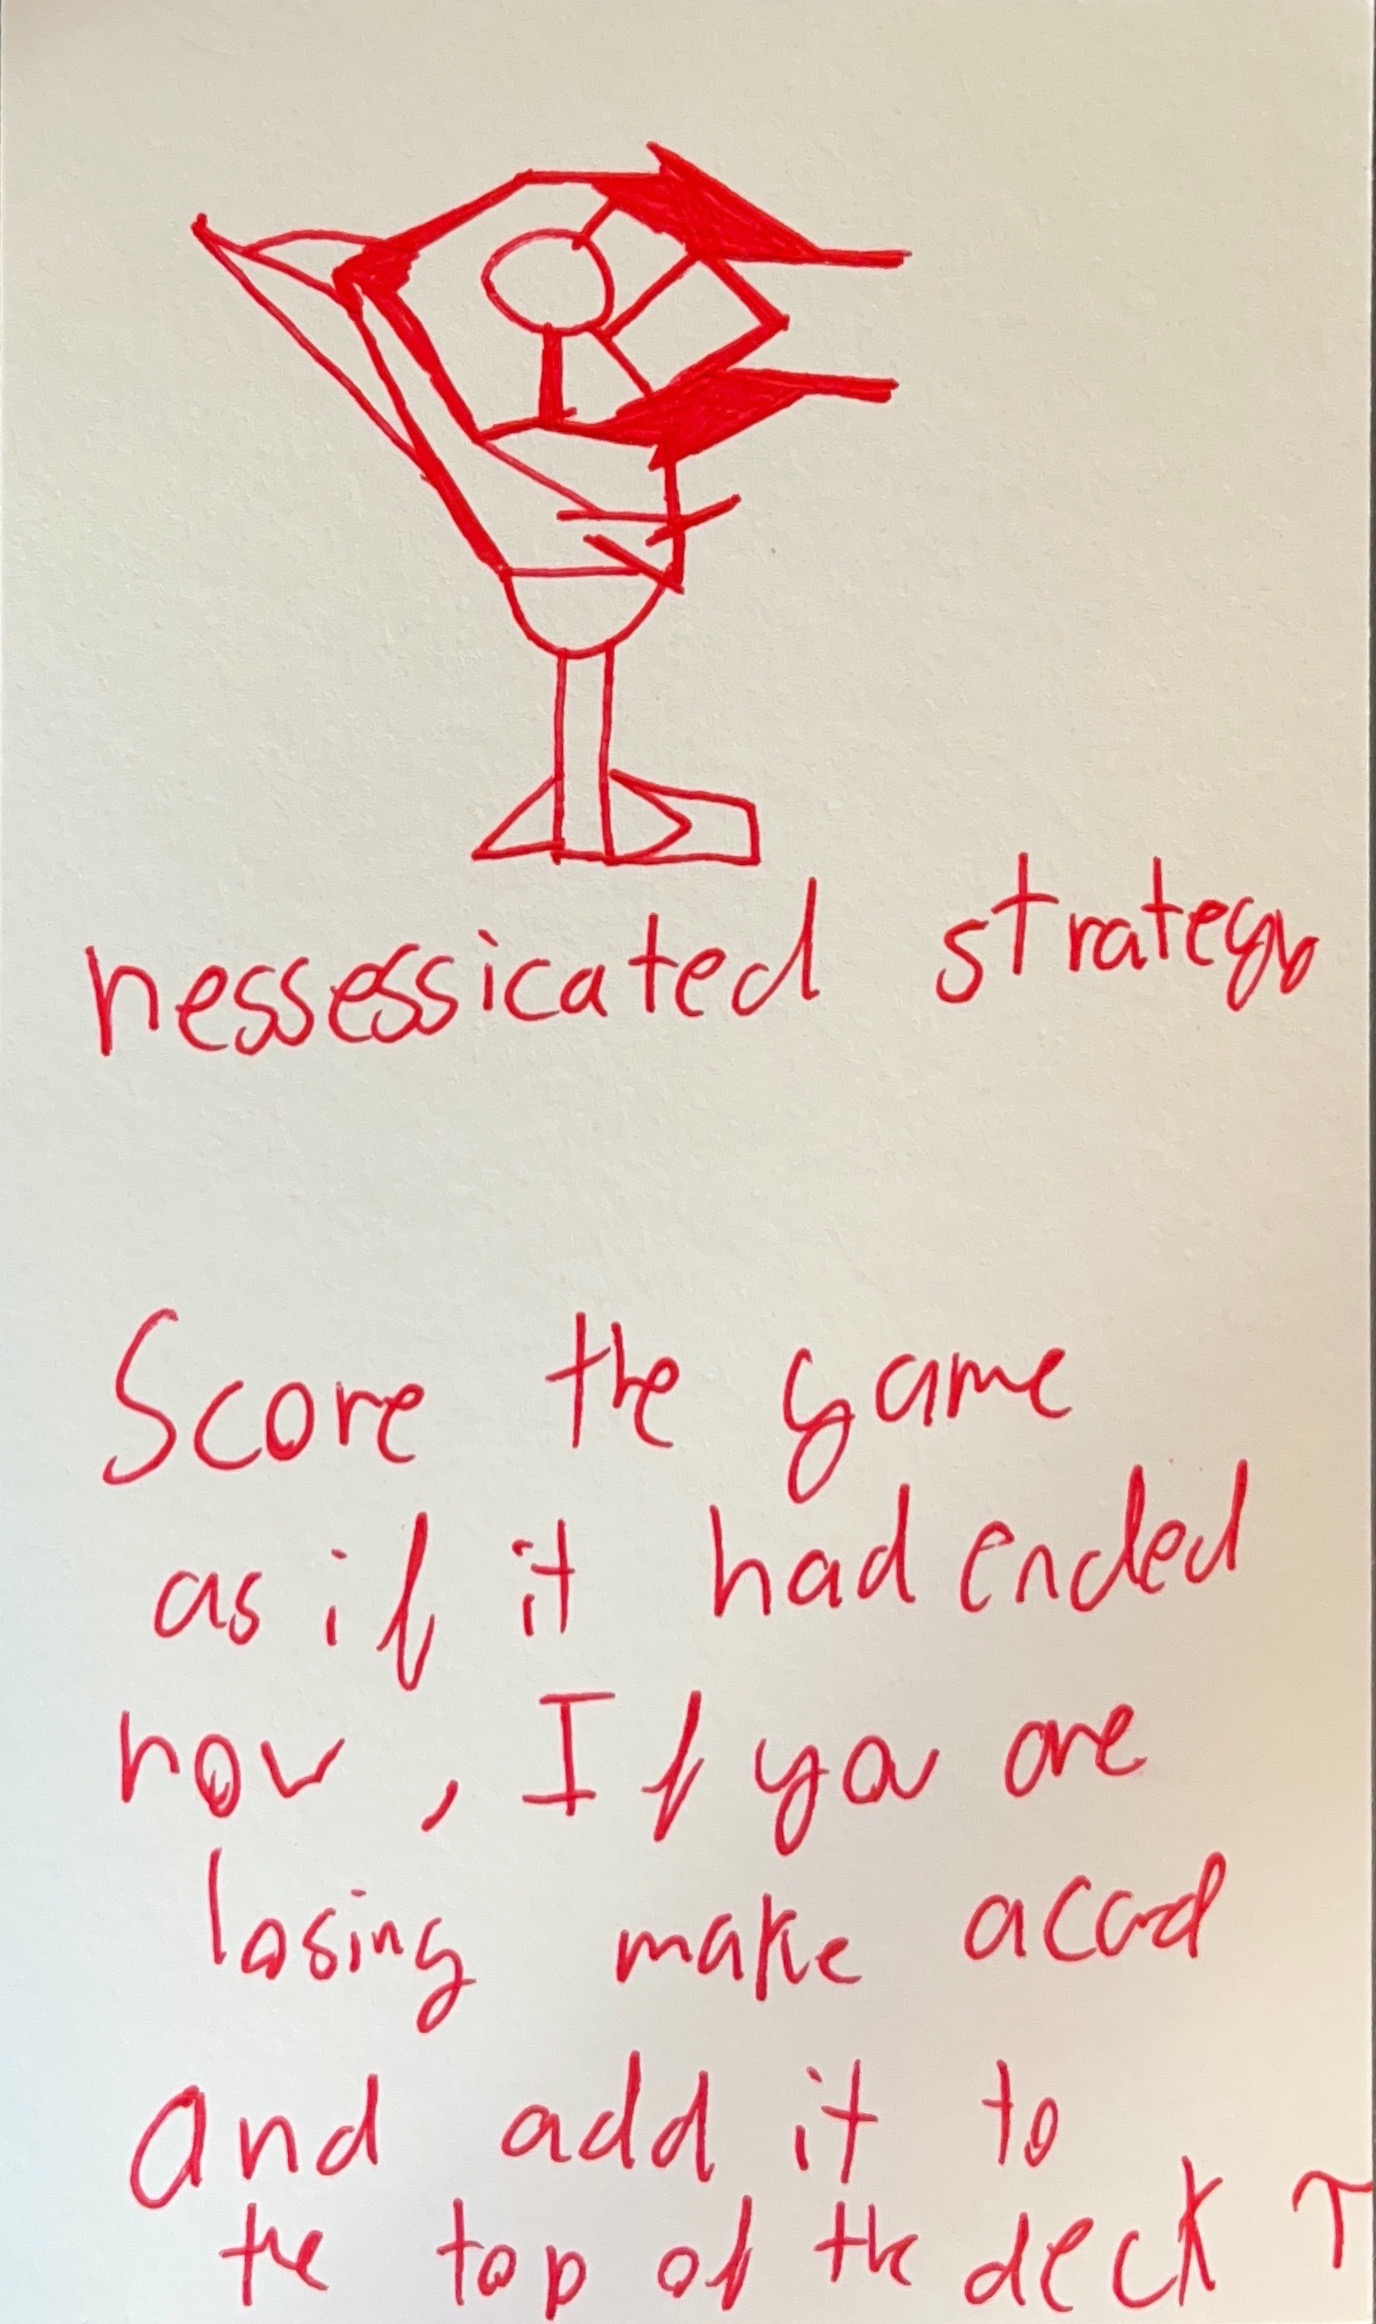 nessessicated strategy
Score the game
as if it had ended
now, If you are
losing make a card
And add it to
the top of the deck ↑